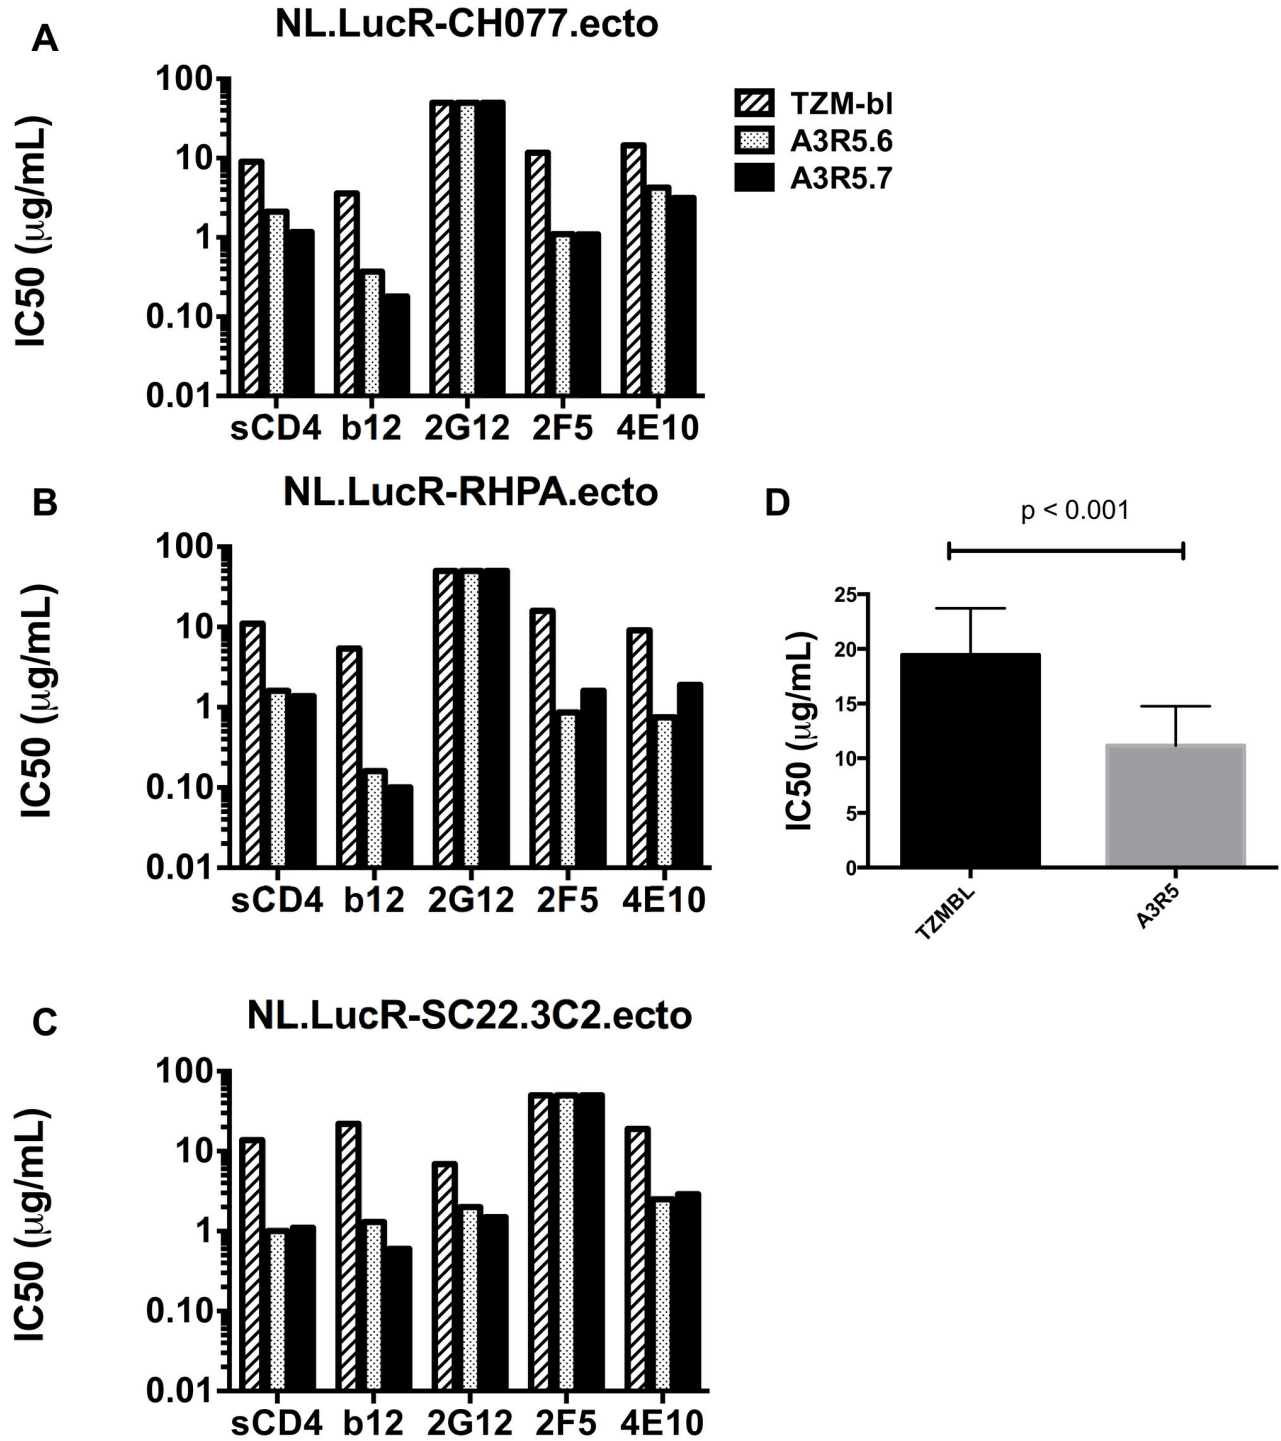 A
NL.LucR-CH077.ecto
IC50 (μg/mL)
100
10
1
0.10
0.01
sCD4 b12 2G12 2F5 4E10
TZM-bl
A3R5.6
A3R5.7
B
NL.LucR-RHPA.ecto
IC50 (μg/mL)
100
10
1
0.10
0.01
sCD4 b12 2G12 2F5 4E10
D
p < 0.001
IC50 (μg/mL)
25
20
15
10
5
0
TZMBL
A3R5
C
NL.LucR-SC22.3C2.ecto
IC50 (μg/mL)
100
10
1
0.10
0.01
sCD4 b12 2G12 2F5 4E10